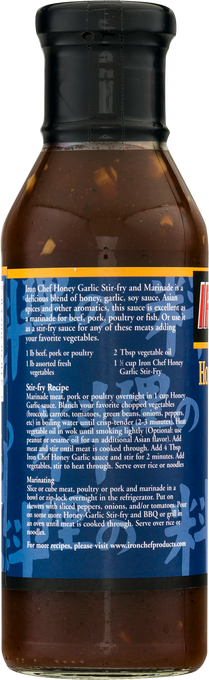 Iron Chef Honey Garlic Stir-fry and Marinade is a
delicious blend of honey, garlic, soy sauce, Asian
spices and other aromatics, this sauce is excellent as
a marinade for beef, pork, poultry or fish. Or use it
as a stir-fry sauce for any of these meats adding
your favorite vegetables.
1 lb beef, pork or poultry
1 lb assorted fresh
vegetables
2 Tbsp vegetable oil
1 ½ cup Iron Chef Honey
Garlic Stir-Fry.
Stir-fry Recipe
Marinade meat, pork or poultry overnight in 1 cup Honey
Garlic sauce. Blanch your favorite chopped vegetables
(broccoli, carrots, tomatoes, green beans, onions, peppers,
etc) in boiling water until crisp-tender (2-3 minutes). Heat
vegetable oil in wok until smoking lightly (Optional: use
peanut or sesame oil for an additional Asian flavor). Add
meat and stir until meat is cooked through. Add 4 Tbsp
Iron Chef Honey Garlic sauce and stir for 2 minutes. Add
vegetables, stir to heat through. Serve over rice or noodles
Marinating
Slice or cube meat, poultry or pork and marinade in a
bowl or zip-lock overnight in the refrigerator. Put on
skewers with sliced peppers, onions, and/or tomatoes. Pour
on some more Honey-Garlic Stir-fry and BBQ or grill in
an oven until meat is cooked through. Serve over rice or
noodles.
For more recipes, please visit www.ironchefproducts.com.